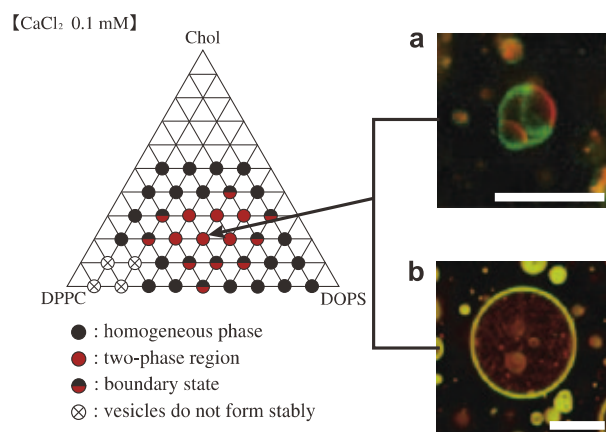 【CaCl₂ 0.1 mM】
Chol
a
DPPC
DOPS
b
: homogeneous phase
: two-phase region
: boundary state
: vesicles do not form stably